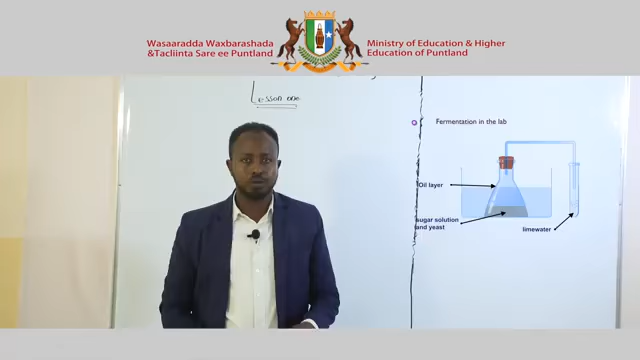 Wasaaradda Waxbarashada
&Tacliinta Sare ee Puntland
Ministry of Education & Higher
Education of Puntland
Lesson one
Fermentation in the lab
Oil layer
sugar solution
and yeast
limewater